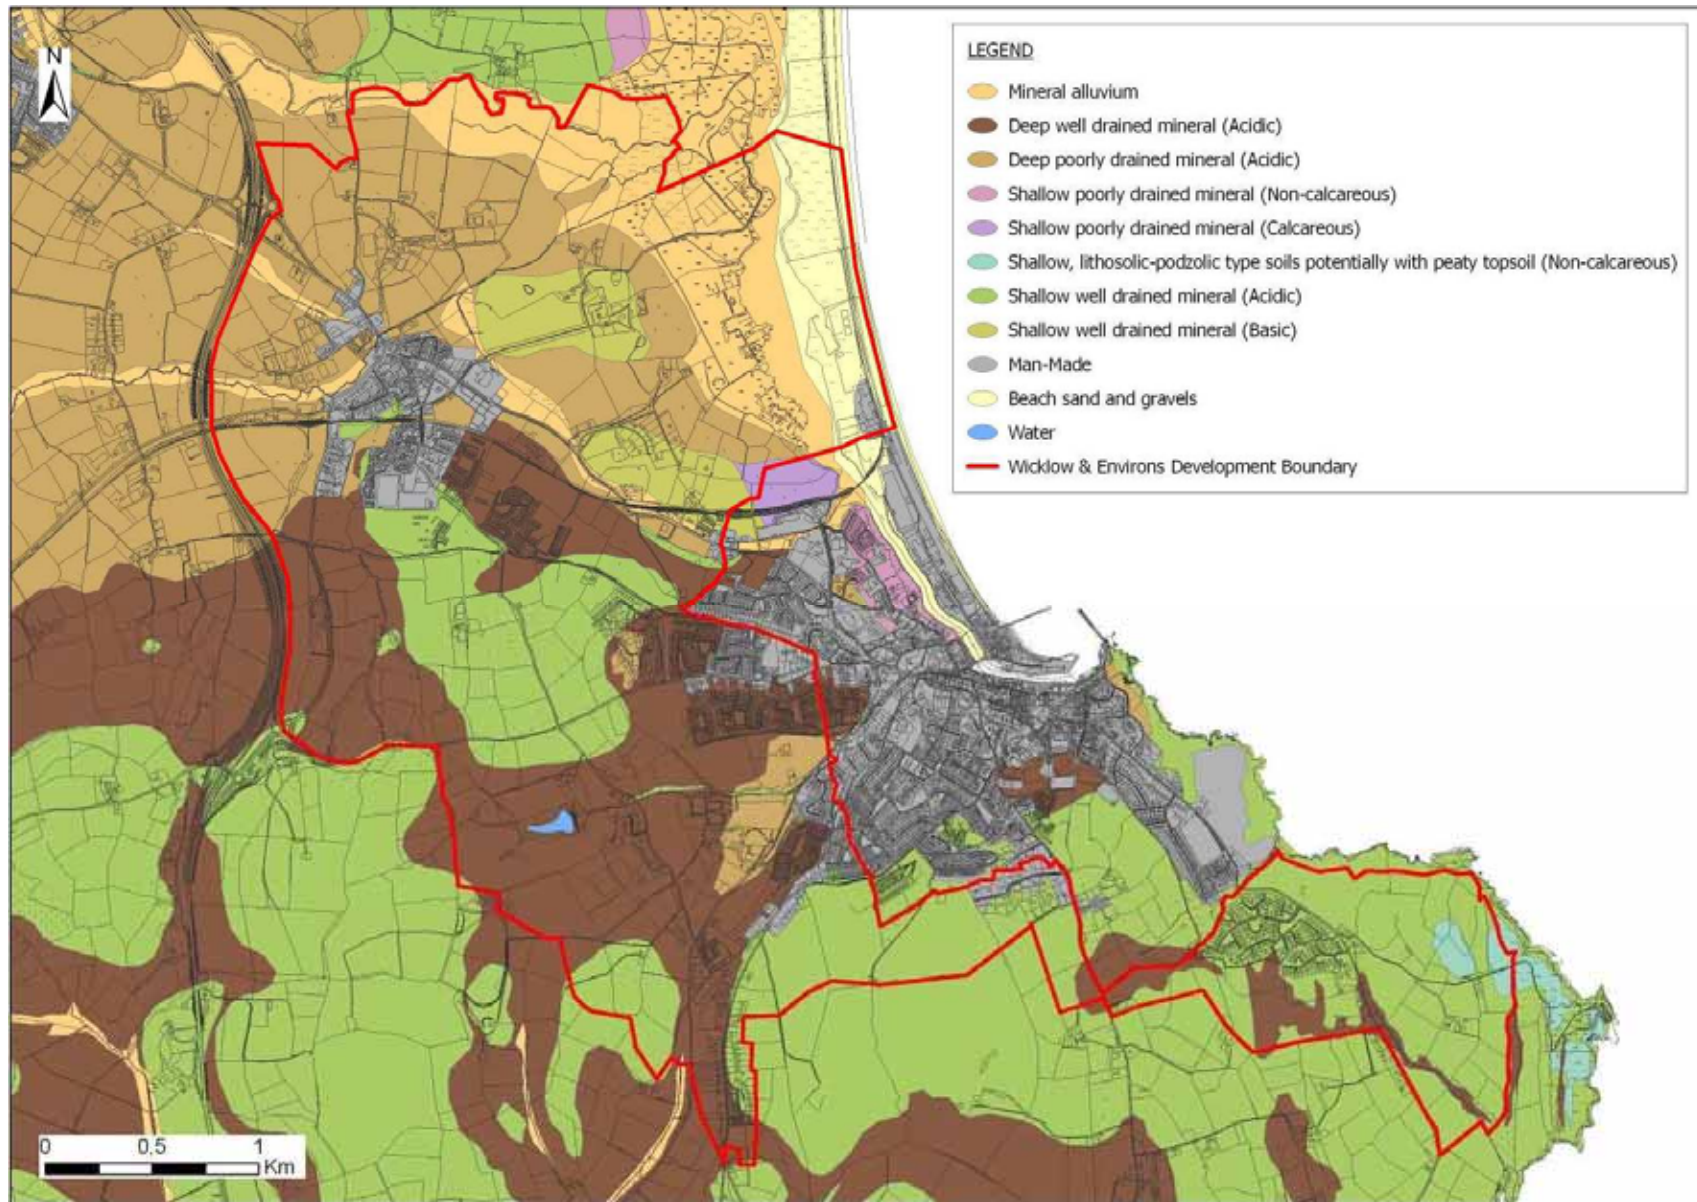 N
LEGEND
Mineral alluvium
Deep well drained mineral (Acidic)
Deep poorly drained mineral (Acidic)
Shallow poorly drained mineral (Non-calcareous)
Shallow poorly drained mineral (Calcareous)
Shallow, lithosolic-podzolic type soils potentially with peaty topsoil (Non-calcareous)
Shallow well drained mineral (Acidic)
Shallow well drained mineral (Basic)
Man-Made
Beach sand and gravels
Water
Wicklow & Environs Development Boundary
0 0.5 1
Km